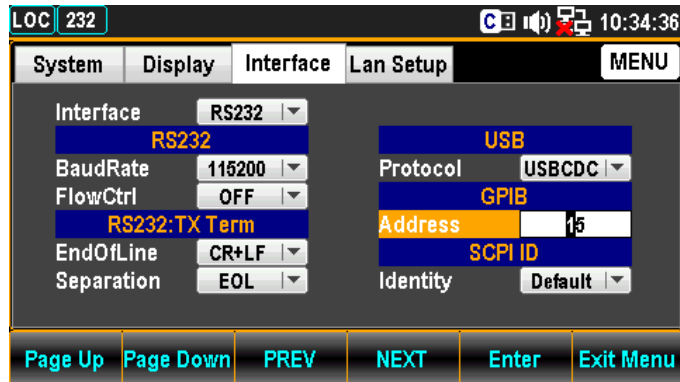 LOC 232 C 10:34:36
System Display Interface Lan Setup MENU
Interface RS232
RS232 USB
BaudRate 115200 Protocol USBCDC
FlowCtrl OFF GPIB
RS232:TX Term Address 15
EndOfLine CR+LF SCPI ID
Separation EOL Identity Default
Page Up Page Down PREV NEXT Enter Exit Menu